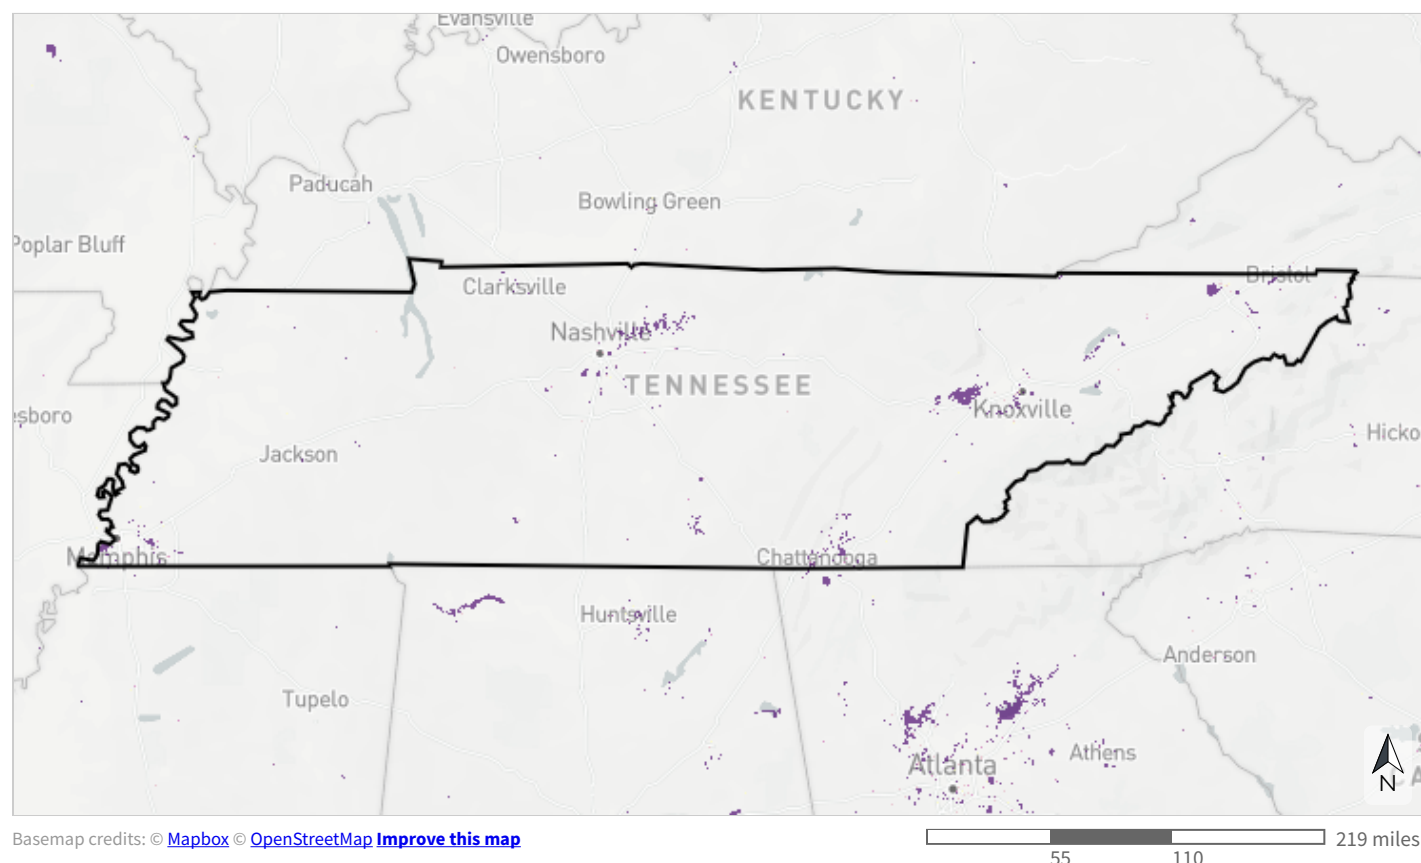 Evansville
Owensboro
KENTUCKY
Paducah
Bowling Green
Poplar Bluff
Clarksville
Bristol
Nashville
TENNESSEE
Knoxville
esboro
Hicko
Jackson
Memphis
Chattanooga
Huntsville
Anderson
Tupelo
Athens
Atlanta
N
Basemap credits: © Mapbox © OpenStreetMap Improve this map
219 miles
55 110